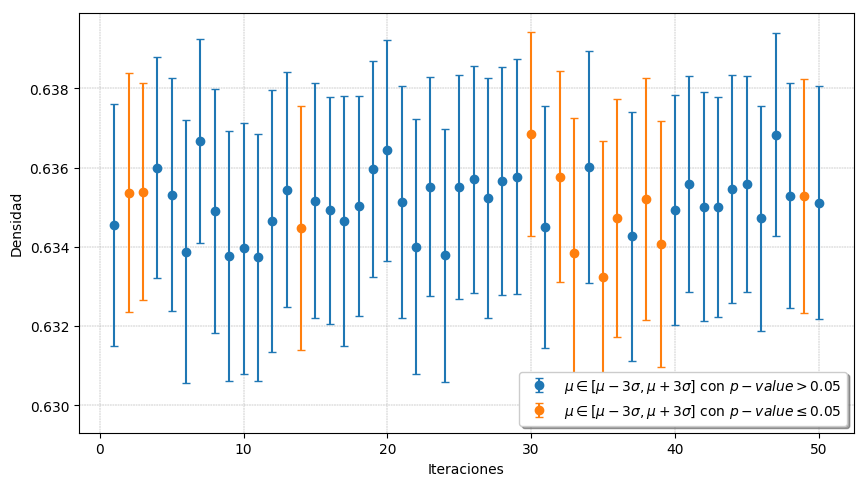 Densidad
0.638
0.636
0.634
0.632
0.630
0 10 20 30 40 50
Iteraciones
μ ∈ [μ − 3σ, μ + 3σ] con p − value > 0.05
μ ∈ [μ − 3σ, μ + 3σ] con p − value ≤ 0.05